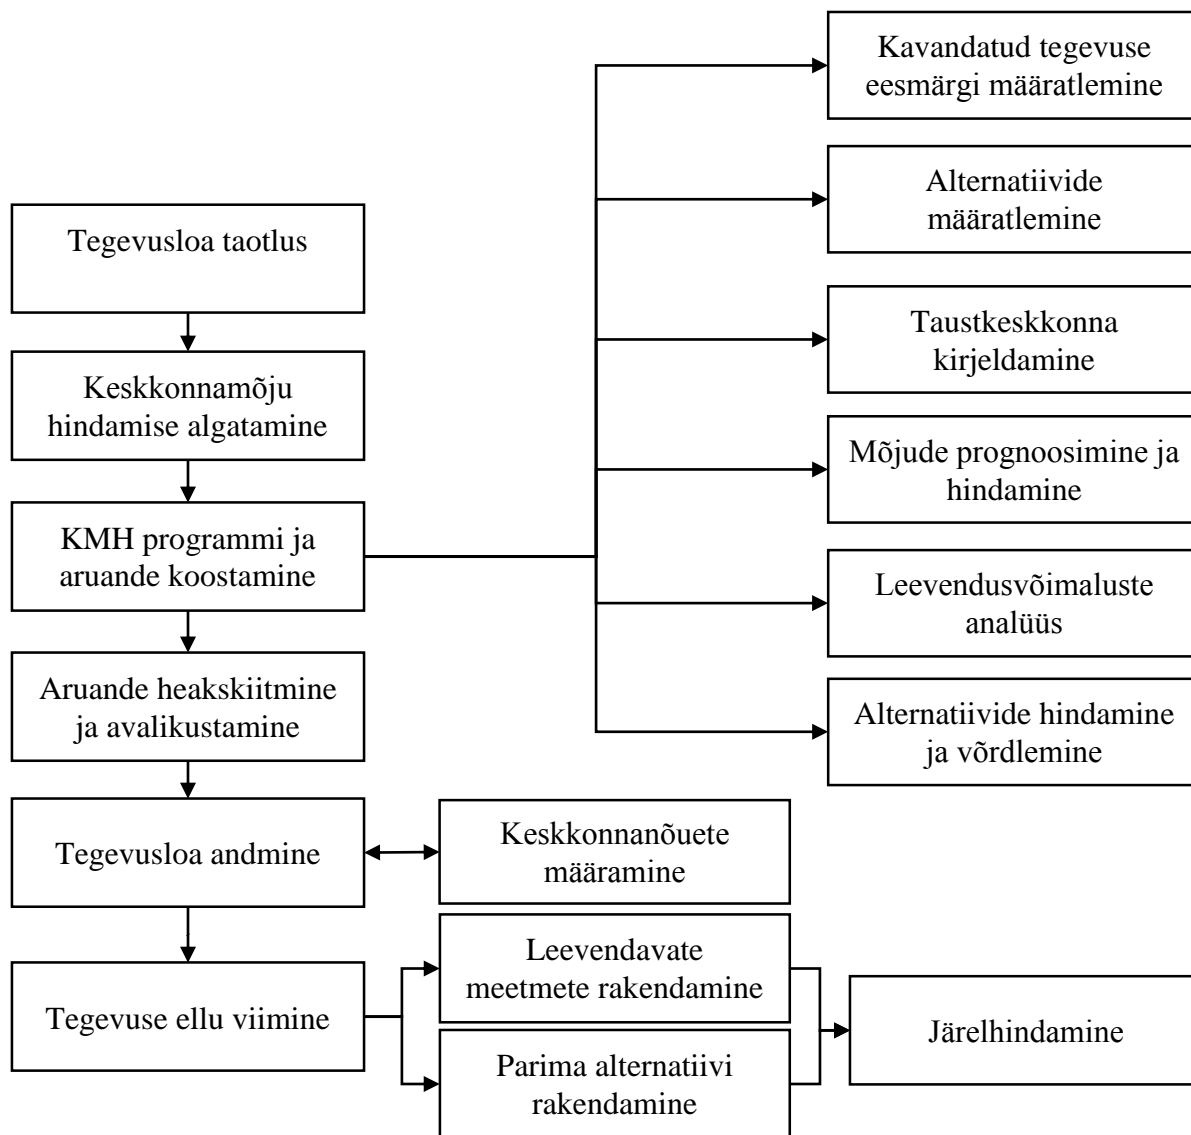 Kavandatud tegevuse
eesmärgi määratlemine
Alternatiivide
määratlemine
Tegevusloa taotlus
Taustkeskkonna
kirjeldamine
Keskkonnamõju
hindamise algatamine
Mõjude prognoosimine ja
hindamine
KMH programmi ja
aruande koostamine
Leevendusvõimaluste
analüüs
Aruande heakskiitmine
ja avalikustamine
Alternatiivide hindamine
ja võrdlemine
Tegevusloa andmine
Keskkonnanõuete
määramine
Leevendavate
meetmete rakendamine
Tegevuse ellu viimine
Järelhindamine
Parima alternatiivi
rakendamine